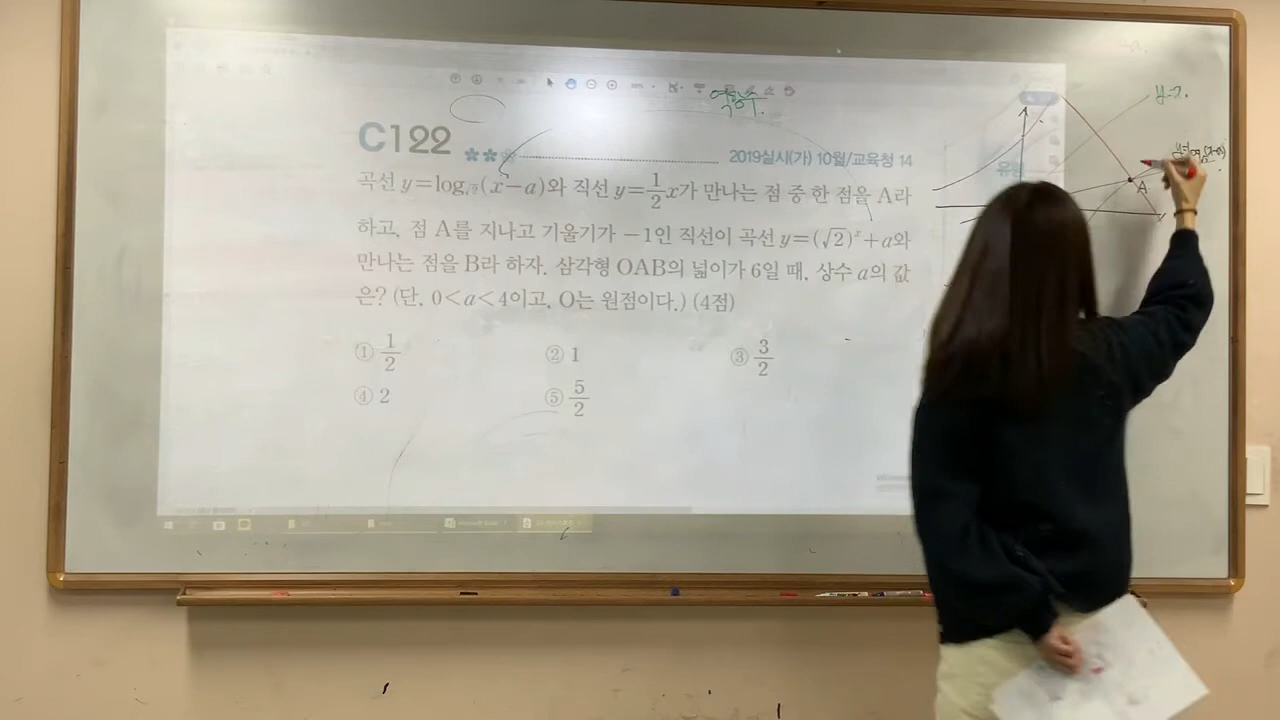 역함수.
C122
2019실시(가) 10월/교육청 14
곡선 y=log√2(x-a)와 직선 y=1/2x가 만나는 점 중 한 점을 A라
하고, 점 A를 지나고 기울기가 -1인 직선이 곡선 y=(√2)^x+a와
만나는 점을 B라 하자. 삼각형 OAB의 넓이가 6일 때, 상수 a의 값
은? (단, 0<a<4이고, O는 원점이다.) (4점)
① 1/2 ② 1 ③ 3/2
④ 2 ⑤ 5/2
y=x.
A